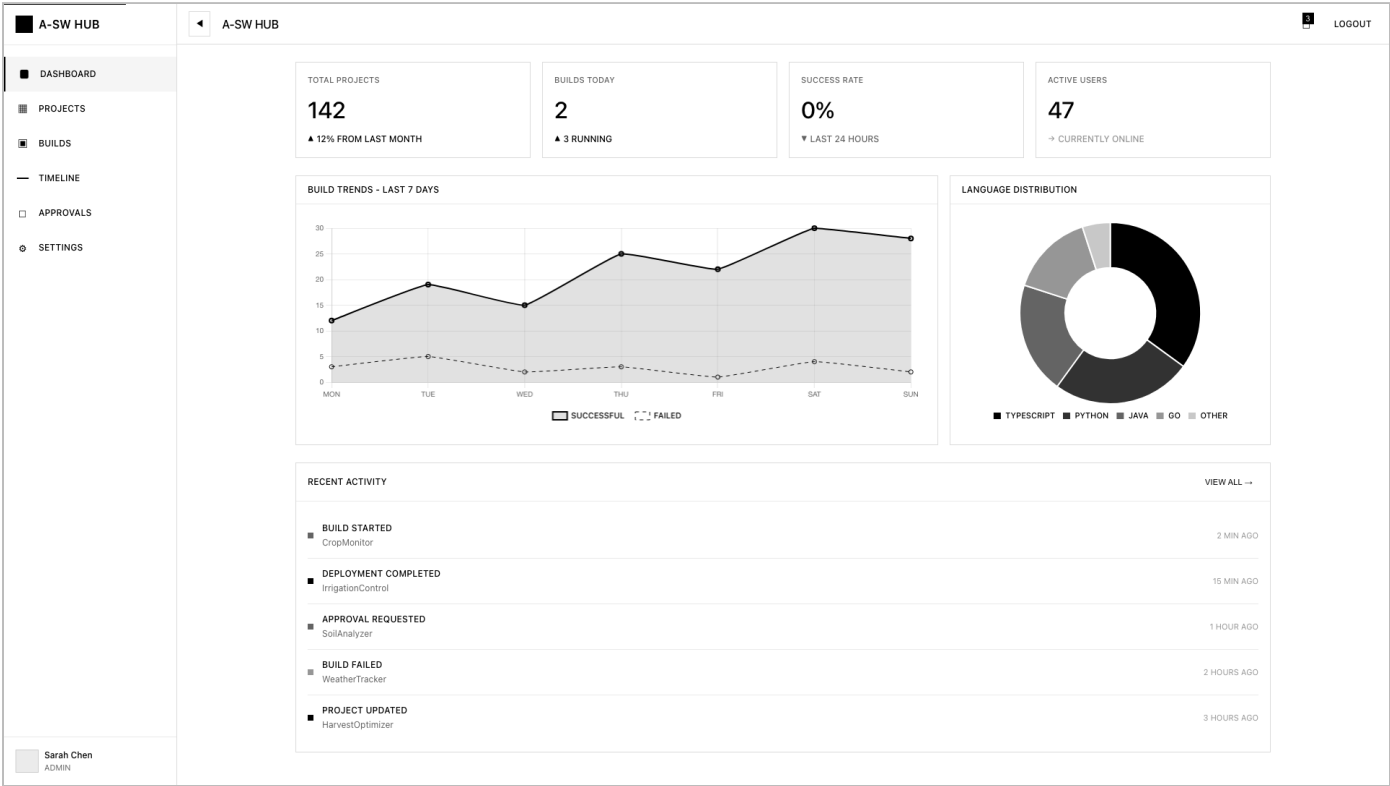 A-SW HUB
A-SW HUB
3
LOGOUT
DASHBOARD
PROJECTS
BUILDS
TIMELINE
APPROVALS
SETTINGS
Sarah Chen
ADMIN
TOTAL PROJECTS
142
▲ 12% FROM LAST MONTH
BUILDS TODAY
2
▲ 3 RUNNING
SUCCESS RATE
0%
▼ LAST 24 HOURS
ACTIVE USERS
47
→ CURRENTLY ONLINE
BUILD TRENDS - LAST 7 DAYS
30
25
20
15
10
5
0
MON TUE WED THU FRI SAT SUN
SUCCESSFUL FAILED
LANGUAGE DISTRIBUTION
TYPESCRIPT PYTHON JAVA GO OTHER
RECENT ACTIVITY
VIEW ALL →
BUILD STARTED
CropMonitor
2 MIN AGO
DEPLOYMENT COMPLETED
IrrigationControl
15 MIN AGO
APPROVAL REQUESTED
SoilAnalyzer
1 HOUR AGO
BUILD FAILED
WeatherTracker
2 HOURS AGO
PROJECT UPDATED
HarvestOptimizer
3 HOURS AGO